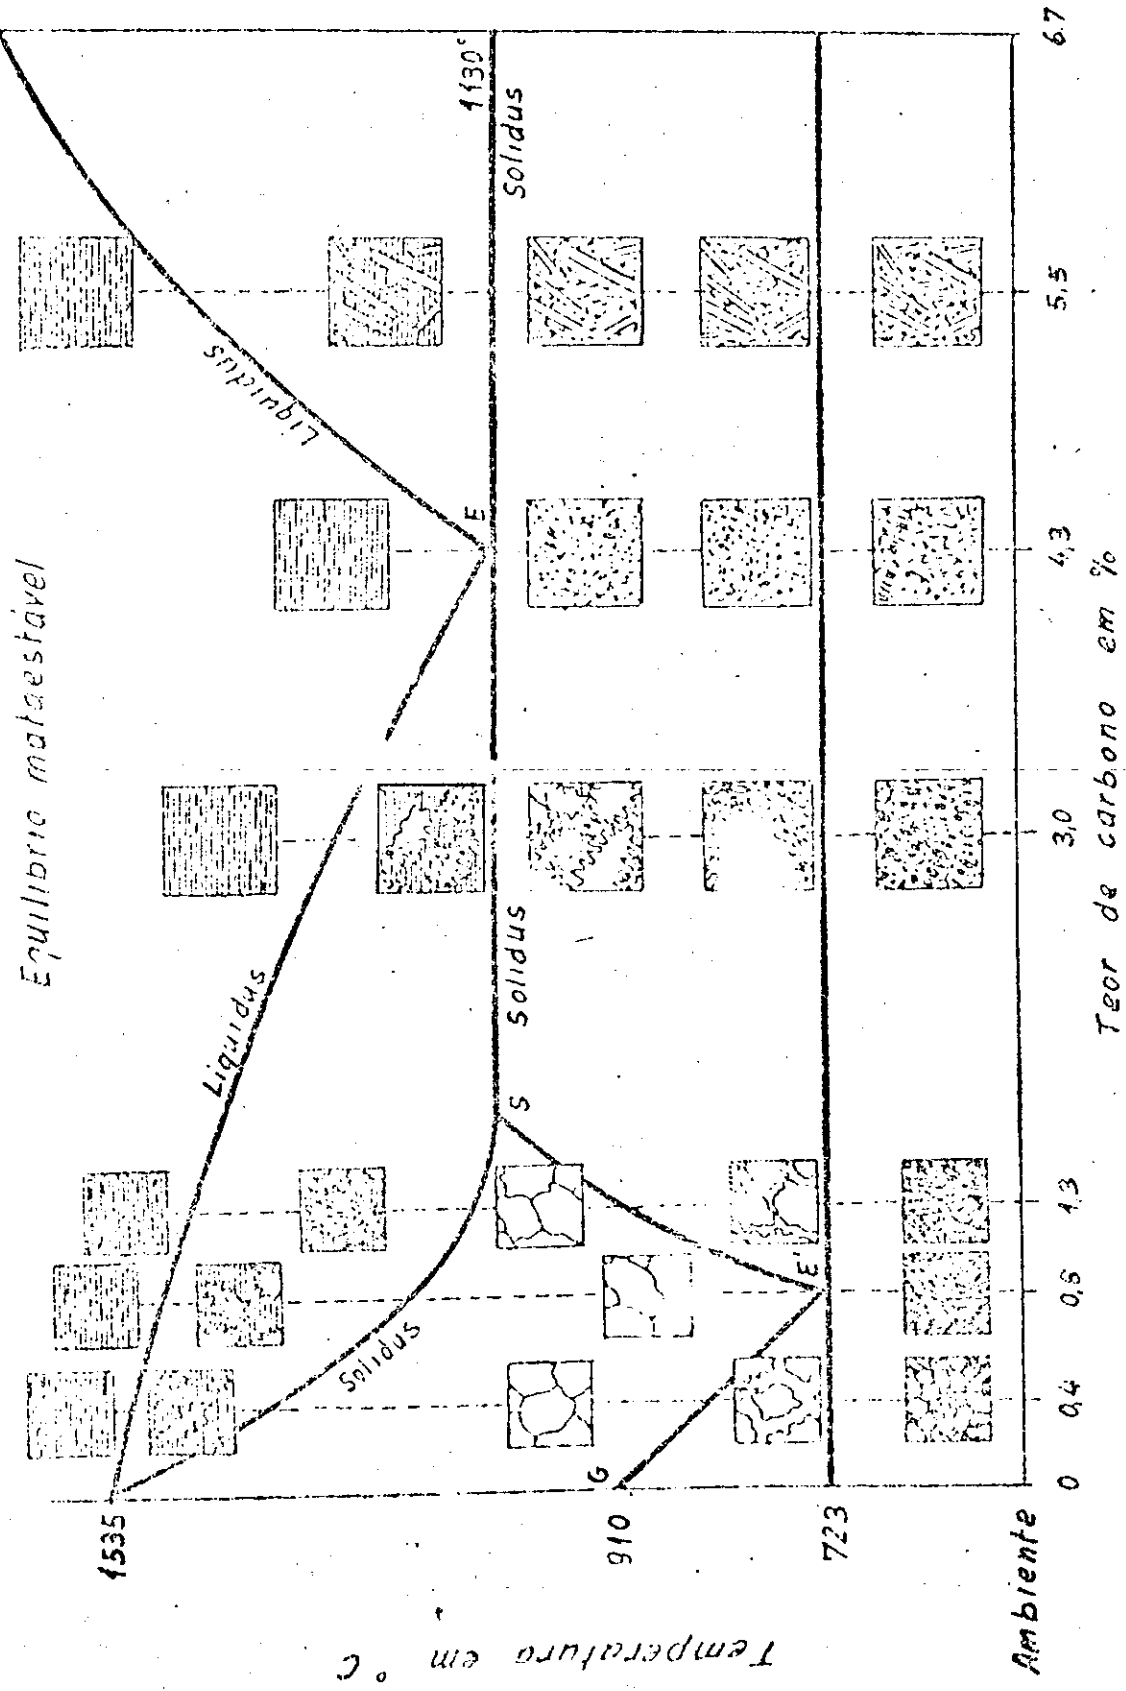 Equilibrio mataestável
Temperatura em °C
1535
910
723
Ambiente
Liquidus
Solidus
Liquidus
Solidus
Solidus
1130°
G
S
E
E'
0
0,4
0,8
1,3
3,0
4,3
5,5
6.7
Teor de carbono em %